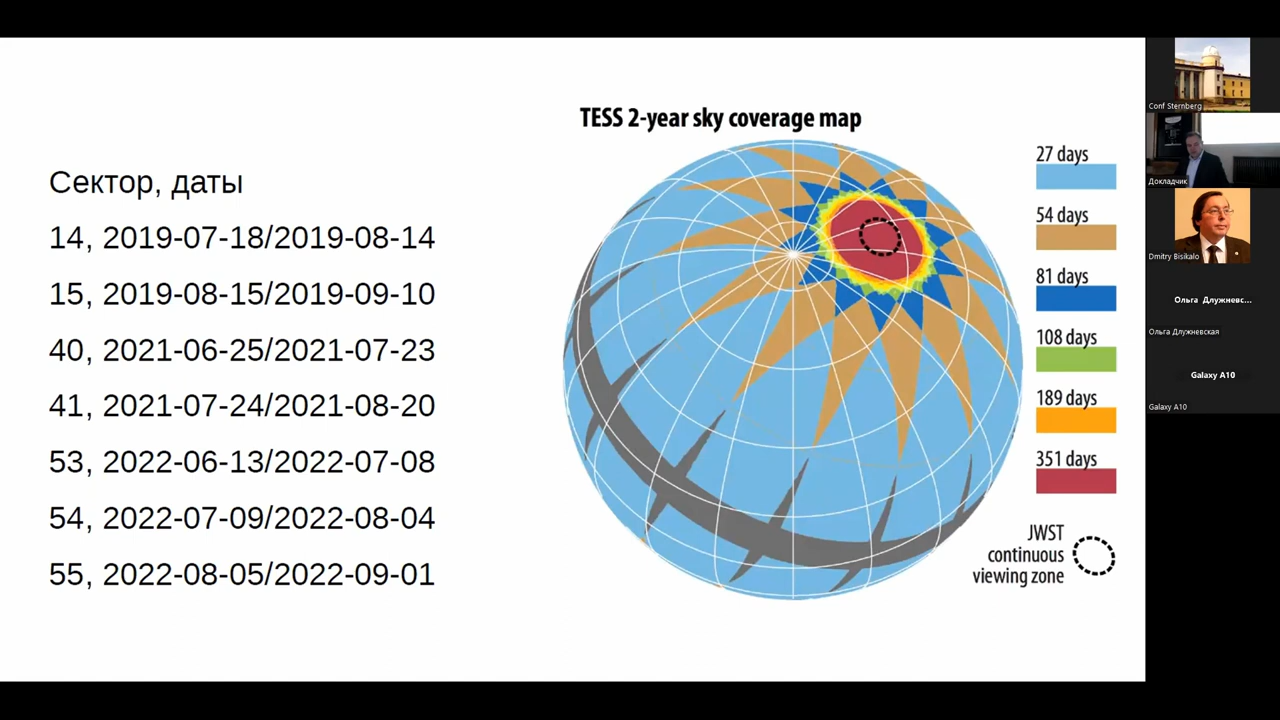 Сектор, даты
14, 2019-07-18/2019-08-14
15, 2019-08-15/2019-09-10
40, 2021-06-25/2021-07-23
41, 2021-07-24/2021-08-20
53, 2022-06-13/2022-07-08
54, 2022-07-09/2022-08-04
55, 2022-08-05/2022-09-01
TESS 2-year sky coverage map
27 days
54 days
81 days
108 days
189 days
351 days
JWST
continuous
viewing zone
Conf Sternberg
Докладчик
Dmitry Bisikalo
Ольга Длужневс...
Ольга Длужневская
Galaxy A10
Galaxy A10